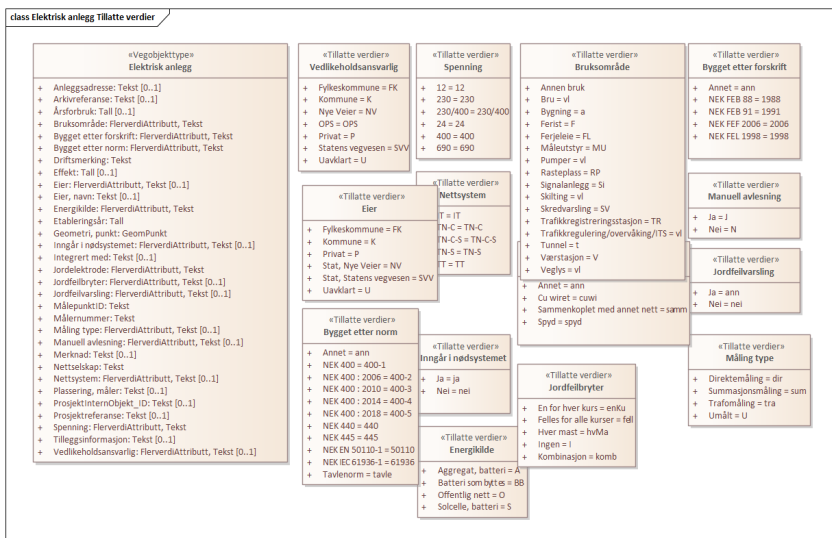 class Elektrisk anlegg Tillatte verdier
«Vegobjekttype»
Elektrisk anlegg
+ Anleggsadresse: Tekst [0..1]
+ Arkivreferanse: Tekst [0..1]
+ Årsforbruk: Tall [0..1]
+ Bruksområde: FlerverdiAttributt, Tekst
+ Bygget etter forskrift: FlerverdiAttributt, Tekst
+ Bygget etter norm: FlerverdiAttributt, Tekst
+ Driftsmerking: Tekst
+ Effekt: Tall [0..1]
+ Eier: FlerverdiAttributt, Tekst [0..1]
+ Eier, navn: Tekst [0..1]
+ Energikilde: FlerverdiAttributt, Tekst
+ Etableringsår: Tall
+ Geometri, punkt: GeomPunkt
+ Inngår i nødsystemet: FlerverdiAttributt, Tekst [0..1]
+ Integrert med: Tekst [0..1]
+ Jordelektrode: FlerverdiAttributt, Tekst
+ Jordfeilbryter: FlerverdiAttributt, Tekst [0..1]
+ Jordfeilvarsling: FlerverdiAttributt, Tekst [0..1]
+ MålepunktID: Tekst
+ Målernummer: Tekst
+ Måling type: FlerverdiAttributt, Tekst [0..1]
+ Manuell avlesning: FlerverdiAttributt, Tekst [0..1]
+ Merknad: Tekst [0..1]
+ Nettselskap: Tekst
+ Nettsystem: FlerverdiAttributt, Tekst [0..1]
+ Plassering, måler: Tekst [0..1]
+ ProsjektInternObjekt_ID: Tekst [0..1]
+ Prosjektreferanse: Tekst [0..1]
+ Spenning: FlerverdiAttributt, Tekst
+ Tilleggsinformasjon: Tekst [0..1]
+ Vedlikeholdsansvarlig: FlerverdiAttributt, Tekst [0..1]
«Tillatte verdier»
Vedlikeholdsansvarlig
+ Fylkeskommune = FK
+ Kommune = K
+ Nye Veier = NV
+ OPS = OPS
+ Privat = P
+ Statens vegvesen = SVV
+ Uavklart = U
«Tillatte verdier»
Spenning
+ 12 = 12
+ 230 = 230
+ 230/400 = 230/400
+ 24 = 24
+ 400 = 400
+ 690 = 690
«Tillatte verdier»
Bruksområde
+ Annen bruk
+ Bru = vl
+ Bygning = a
+ Ferist = F
+ Ferjeleie = FL
+ Måleutstyr = MU
+ Pumper = vl
+ Rasteplass = RP
+ Signalanlegg = Si
+ Skilting = vl
+ Skredvarsling = SV
+ Trafikkregistreringsstasjon = TR
+ Trafikkregulering/overvåking/ITS = vl
+ Tunnel = t
+ Værstasjon = V
+ Veglys = vl
«Tillatte verdier»
Bygget etter forskrift
+ Annet = ann
+ NEK FEB 88 = 1988
+ NEK FEB 91 = 1991
+ NEK FEF 2006 = 2006
+ NEK FEL 1998 = 1998
«Tillatte verdier»
Eier
+ Fylkeskommune = FK
+ Kommune = K
+ Privat = P
+ Stat, Nye Veier = NV
+ Stat, Statens vegvesen = SVV
+ Uavklart = U
«Tillatte verdier»
Nettsystem
IT = IT
TN-C = TN-C
TN-C-S = TN-C-S
TN-S = TN-S
TT = TT
+ Annet = ann
+ Cu wiret = cuwi
+ Sammenkoplet med annet nett = samm
+ Spyd = spyd
«Tillatte verdier»
Manuell avlesning
+ Ja = J
+ Nei = N
«Tillatte verdier»
Jordfeilvarsling
+ Ja = ann
+ Nei = nei
«Tillatte verdier»
Bygget etter norm
+ Annet = ann
+ NEK 400 = 400-1
+ NEK 400 : 2006 = 400-2
+ NEK 400 : 2010 = 400-3
+ NEK 400 : 2014 = 400-4
+ NEK 400 : 2018 = 400-5
+ NEK 440 = 440
+ NEK 445 = 445
+ NEK EN 50110-1 = 50110
+ NEK IEC 61936-1 = 61936
+ Tavlenorm = tavle
«Tillatte verdier»
Inngår i nødsystemet
+ Ja = ja
+ Nei = nei
«Tillatte verdier»
Energikilde
+ Aggregat, batteri = A
+ Batteri som byttes = BB
+ Offentlig nett = O
+ Solcelle, batteri = S
«Tillatte verdier»
Jordfeilbryter
+ En for hver kurs = enKu
+ Felles for alle kurser = fell
+ Hver mast = hvMa
+ Ingen = I
+ Kombinasjon = komb
«Tillatte verdier»
Måling type
+ Direktemåling = dir
+ Summasjonsmåling = sum
+ Trafomåling = tra
+ Umålt = U